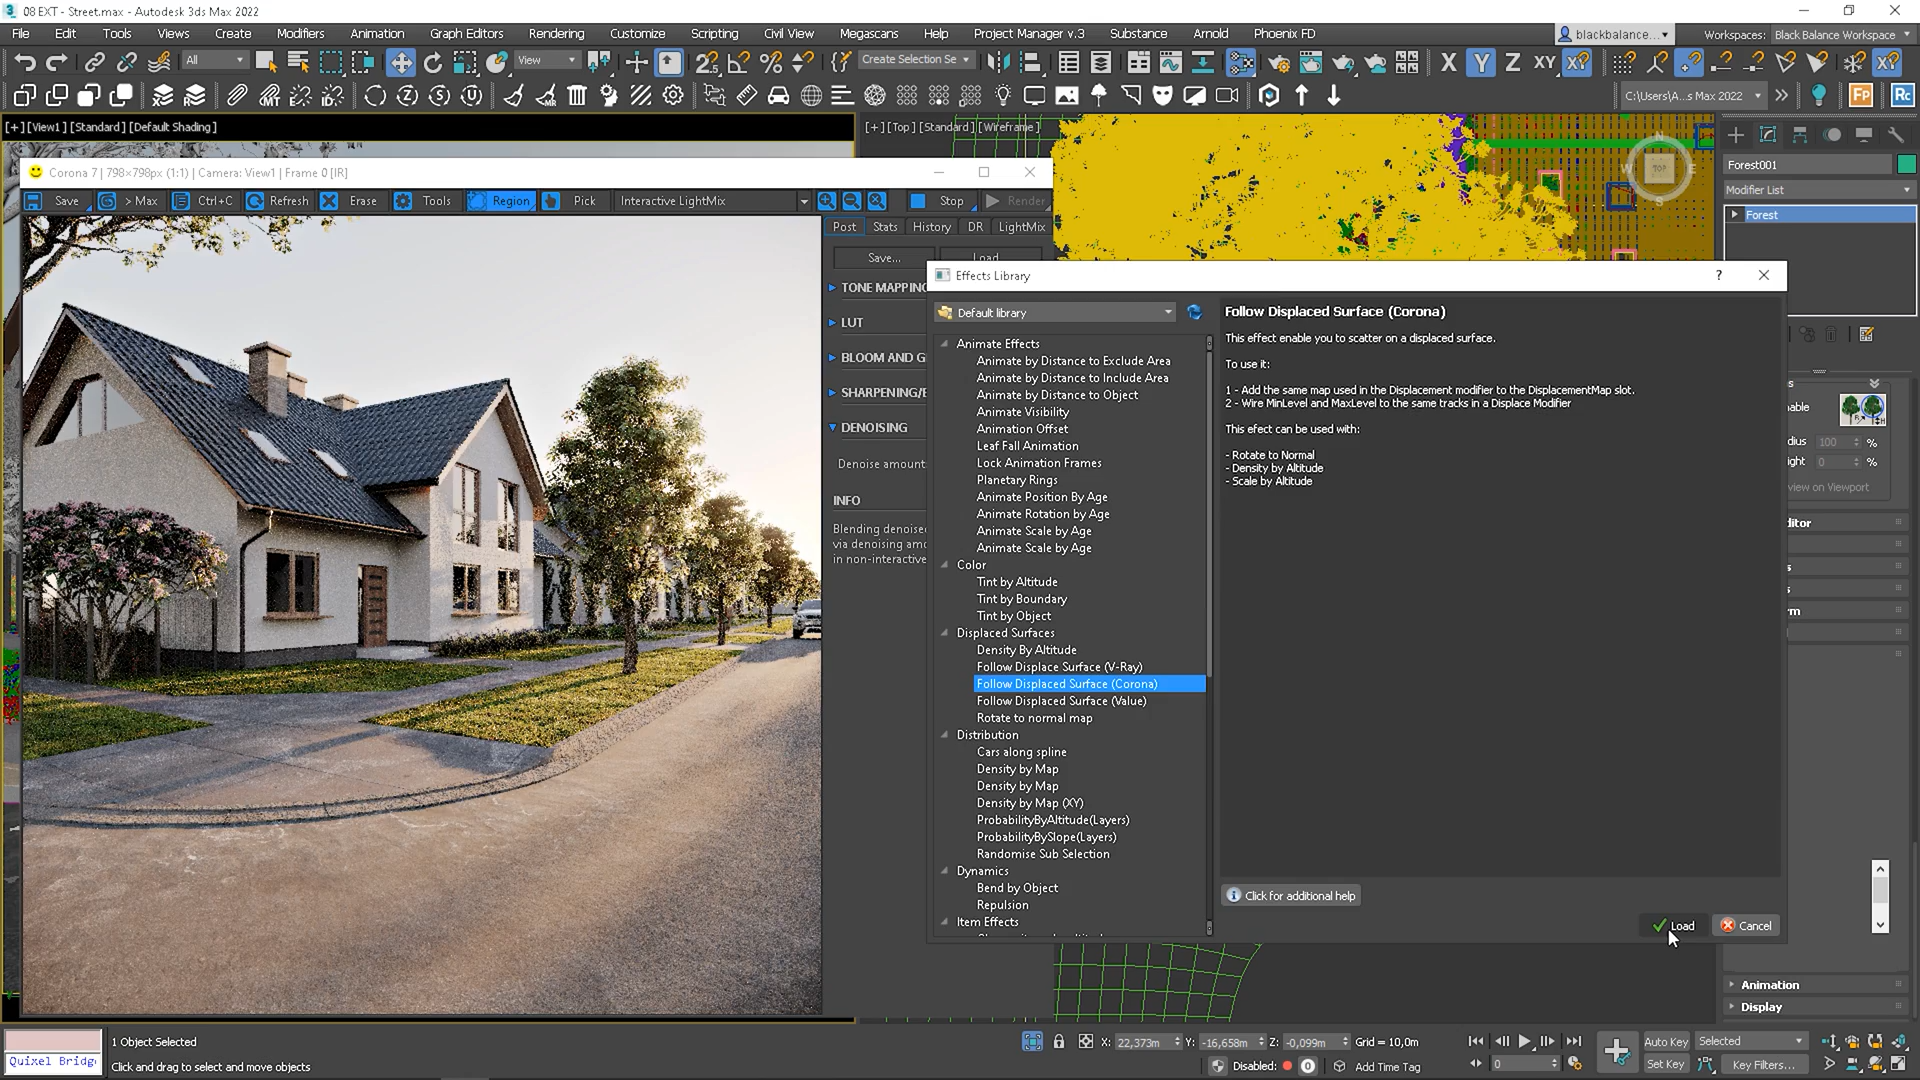 08 EXT - Street.max - Autodesk 3ds Max 2022
File Edit Tools Views Create Modifiers Animation Graph Editors Rendering Customize Scripting Civil View Megascans Help Project Manager v.3 Substance Arnold Phoenix FD
blackbalance... Workspaces: Black Balance Workspace
All View Create Selection Se X Y Z XY
C:\Users\A...s Max 2022
[+] [View1] [Standard] [Default Shading]
[+] [Top] [Standard] [Wireframe]
TOP
Forest001
Modifier List
Forest
Corona 7 | 798×798px (1:1) | Camera: View1 | Frame 0 [IR]
Save > Max Ctrl+C Refresh Erase Tools Region Pick Interactive LightMix Stop Render
Post Stats History DR LightMix
Save... Load
TONE MAPPING
LUT
BLOOM AND G
SHARPENING/
DENOISING
Denoise amount:
INFO
Blending denoise
via denoising amo
in non-interactive
Effects Library
?
Default library
Animate Effects
Animate by Distance to Exclude Area
Animate by Distance to Include Area
Animate by Distance to Object
Animate Visibility
Animation Offset
Leaf Fall Animation
Lock Animation Frames
Planetary Rings
Animate Position By Age
Animate Rotation by Age
Animate Scale by Age
Animate Scale by Age
Color
Tint by Altitude
Tint by Boundary
Tint by Object
Displaced Surfaces
Density By Altitude
Follow Displace Surface (V-Ray)
Follow Displaced Surface (Corona)
Follow Displaced Surface (Value)
Rotate to normal map
Distribution
Cars along spline
Density by Map
Density by Map
Density by Map (XY)
ProbabilityByAltitude(Layers)
ProbabilityBySlope(Layers)
Randomise Sub Selection
Dynamics
Bend by Object
Repulsion
Item Effects
Follow Displaced Surface (Corona)
This effect enable you to scatter on a displaced surface.
To use it:
1 - Add the same map used in the Displacement modifier to the DisplacementMap slot.
2 - Wire MinLevel and MaxLevel to the same tracks in a Displace Modifier
This efect can be used with:
- Rotate to Normal
- Density by Altitude
- Scale by Altitude
Click for additional help
Load Cancel
able
dius 100 %
ight 0 %
view on Viewport
ditor
Animation
Display
1 Object Selected
Quixel Bridg
Click and drag to select and move objects
X: 22,373m Y: -16,658m Z: -0,099m Grid = 10,0m
Disabled: 0 Add Time Tag
0
Auto Key Selected
Set Key Key Filters...